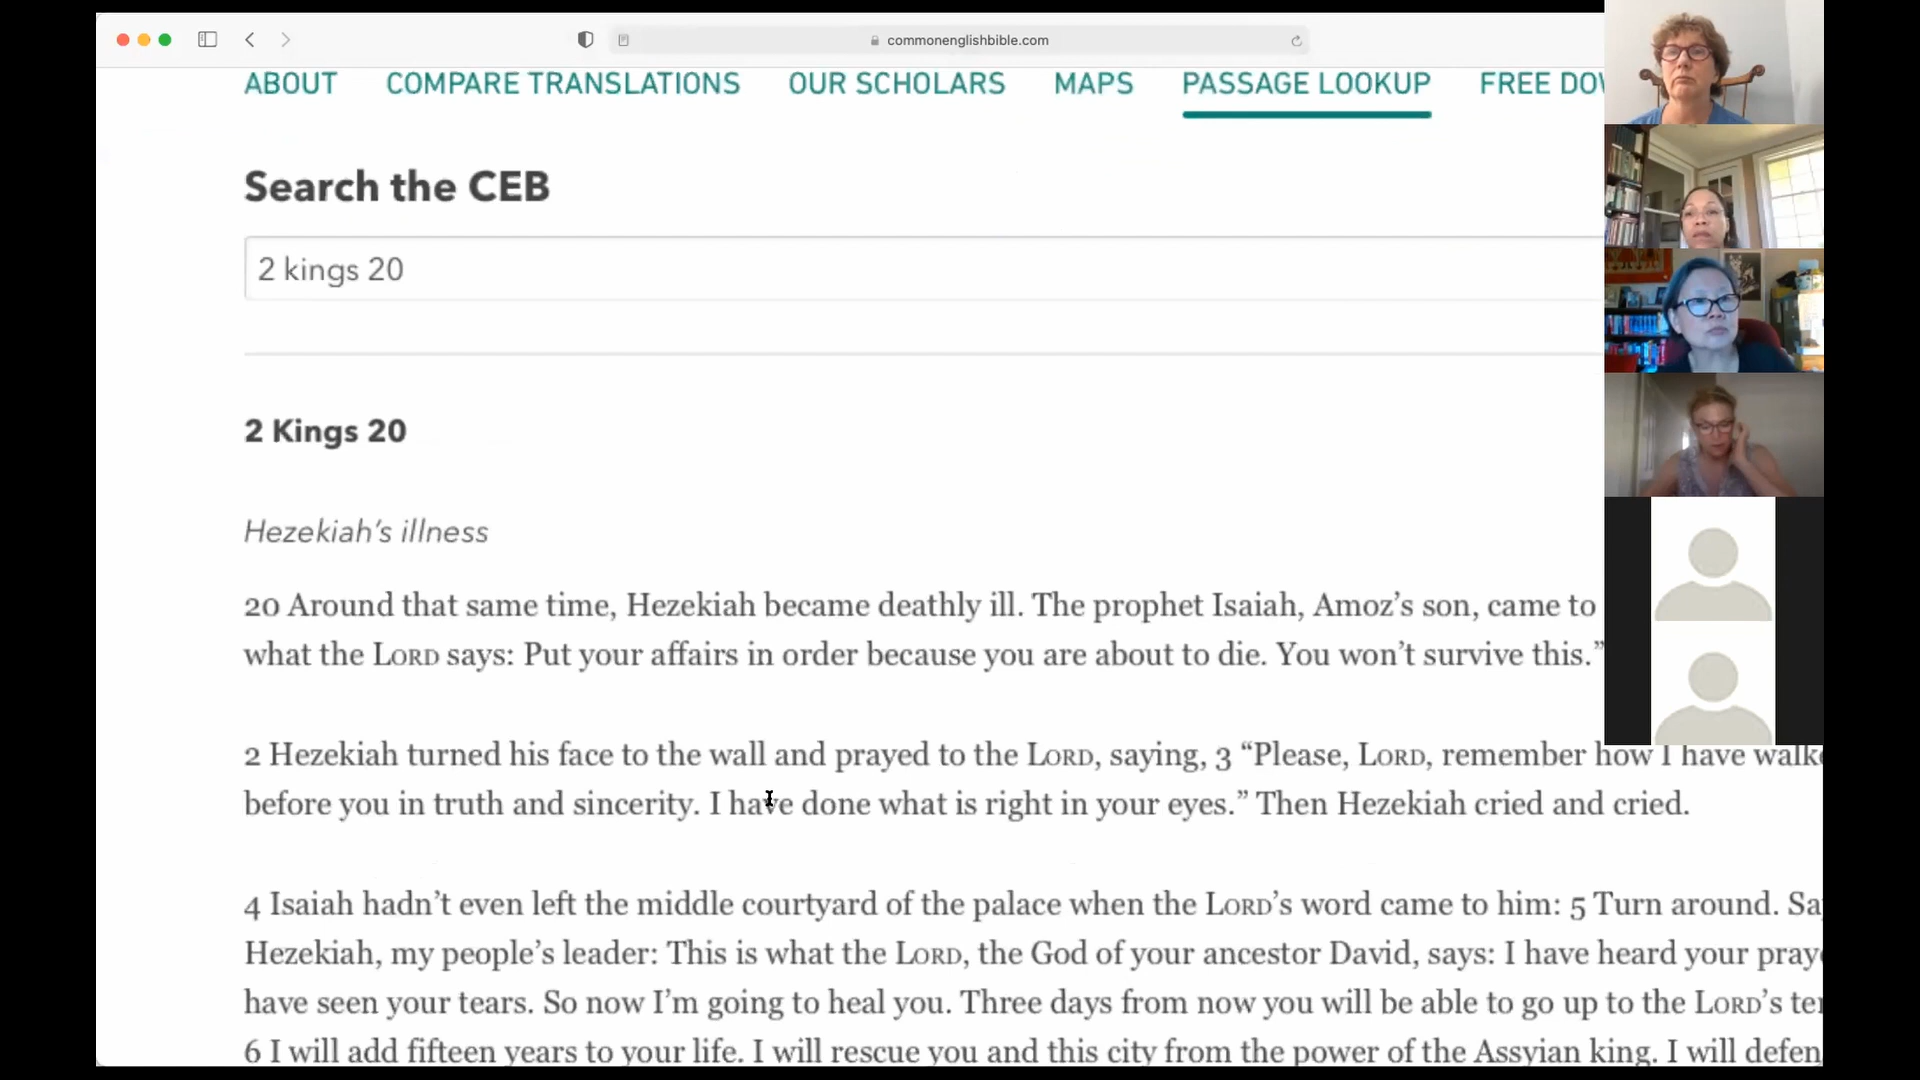 commonenglishbible.com
ABOUT COMPARE TRANSLATIONS OUR SCHOLARS MAPS PASSAGE LOOKUP FREE
Search the CEB
2 kings 20
2 Kings 20
Hezekiah’s illness
20 Around that same time, Hezekiah became deathly ill. The prophet Isaiah, Amoz’s son, came to
what the LORD says: Put your affairs in order because you are about to die. You won’t survive this.”
2 Hezekiah turned his face to the wall and prayed to the LORD, saying, 3 “Please, LORD, remember how I have
before you in truth and sincerity. I have done what is right in your eyes.” Then Hezekiah cried and cried.
4 Isaiah hadn’t even left the middle courtyard of the palace when the LORD’s word came to him: 5 Turn around.
Hezekiah, my people’s leader: This is what the LORD, the God of your ancestor David, says: I have heard your
have seen your tears. So now I’m going to heal you. Three days from now you will be able to go up to the LORD’s
6 I will add fifteen years to your life. I will rescue you and this city from the power of the Assyian king. I will